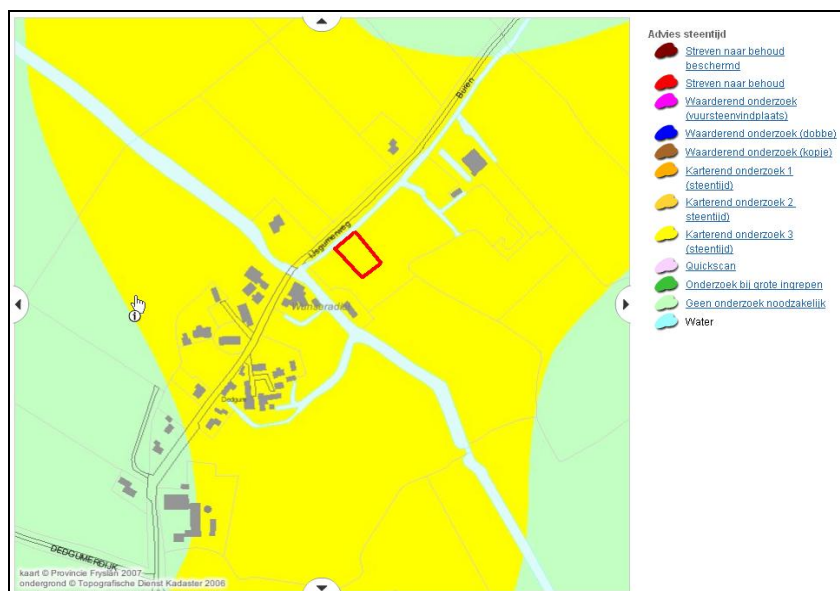 Buren
IJsgumerweg
Wimseradiel
Dedgum
DEDGUMERDIJK
kaart © Provincie Fryslân 2007
ondergrond © Topografische Dienst Kadaster 2006
Advies steentijd
Streven naar behoud
beschermd
Streven naar behoud
Waarderend onderzoek
(vuursteenvindplaats)
Waarderend onderzoek (dobbe)
Waarderend onderzoek (kopje)
Karterend onderzoek 1
(steentijd)
Karterend onderzoek 2
steentijd)
Karterend onderzoek 3
(steentijd)
Quickscan
Onderzoek bij grote ingrepen
Geen onderzoek noodzakelijk
Water